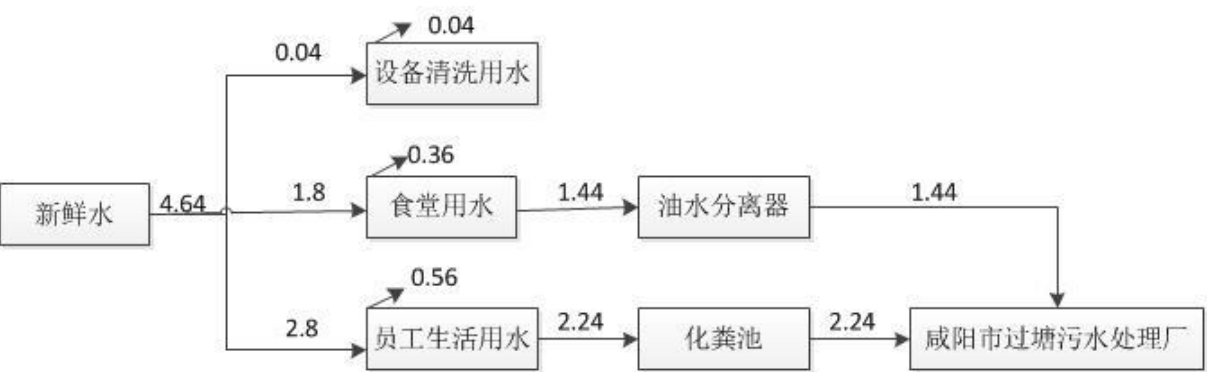 0.04
0.04
设备清洗用水
0.36
新鲜水
4.64
1.8
食堂用水
1.44
油水分离器
1.44
0.56
2.8
员工生活用水
2.24
化粪池
2.24
咸阳市过塘污水处理厂